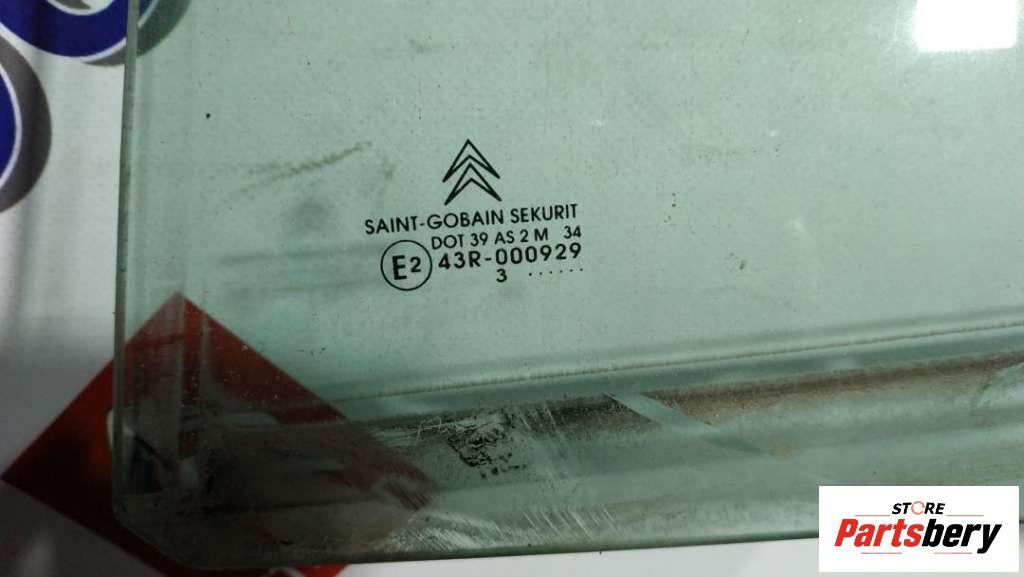 SAINT-GOBAIN SEKURIT
DOT 39 AS 2 M 34
E2 43R-000929
3 ......
STORE
Partsbery